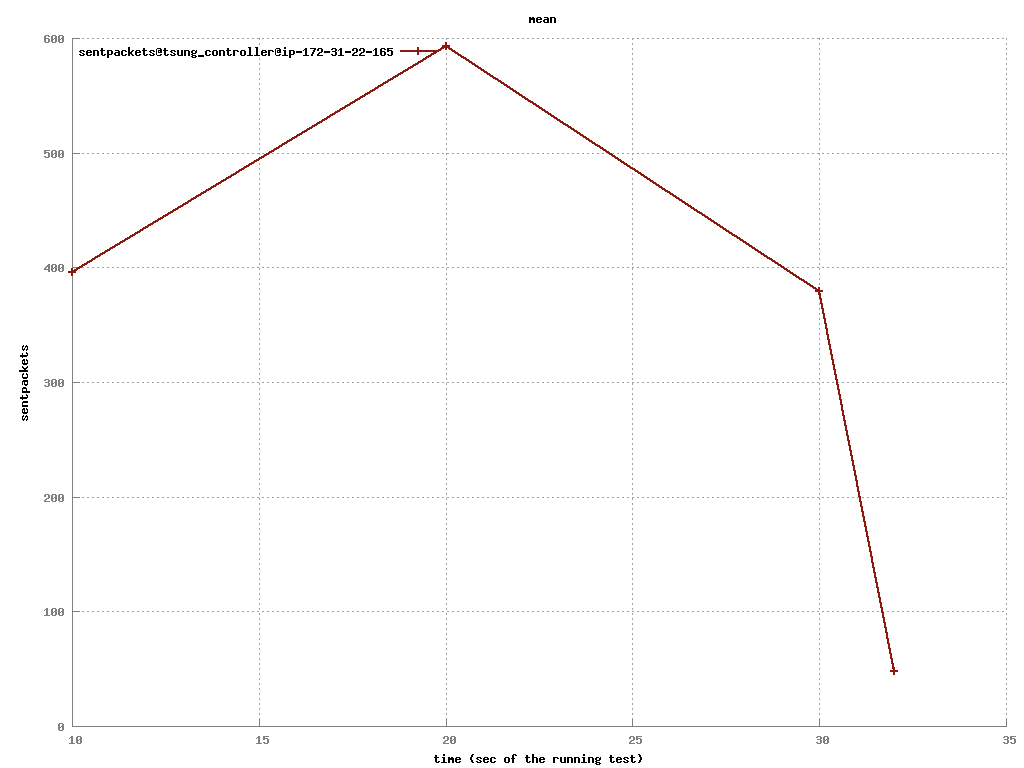 mean
sentpackets@tsung_controller@ip-172-31-22-165
600
500
400
300
200
100
0
sentpackets
10 15 20 25 30 35
time (sec of the running test)